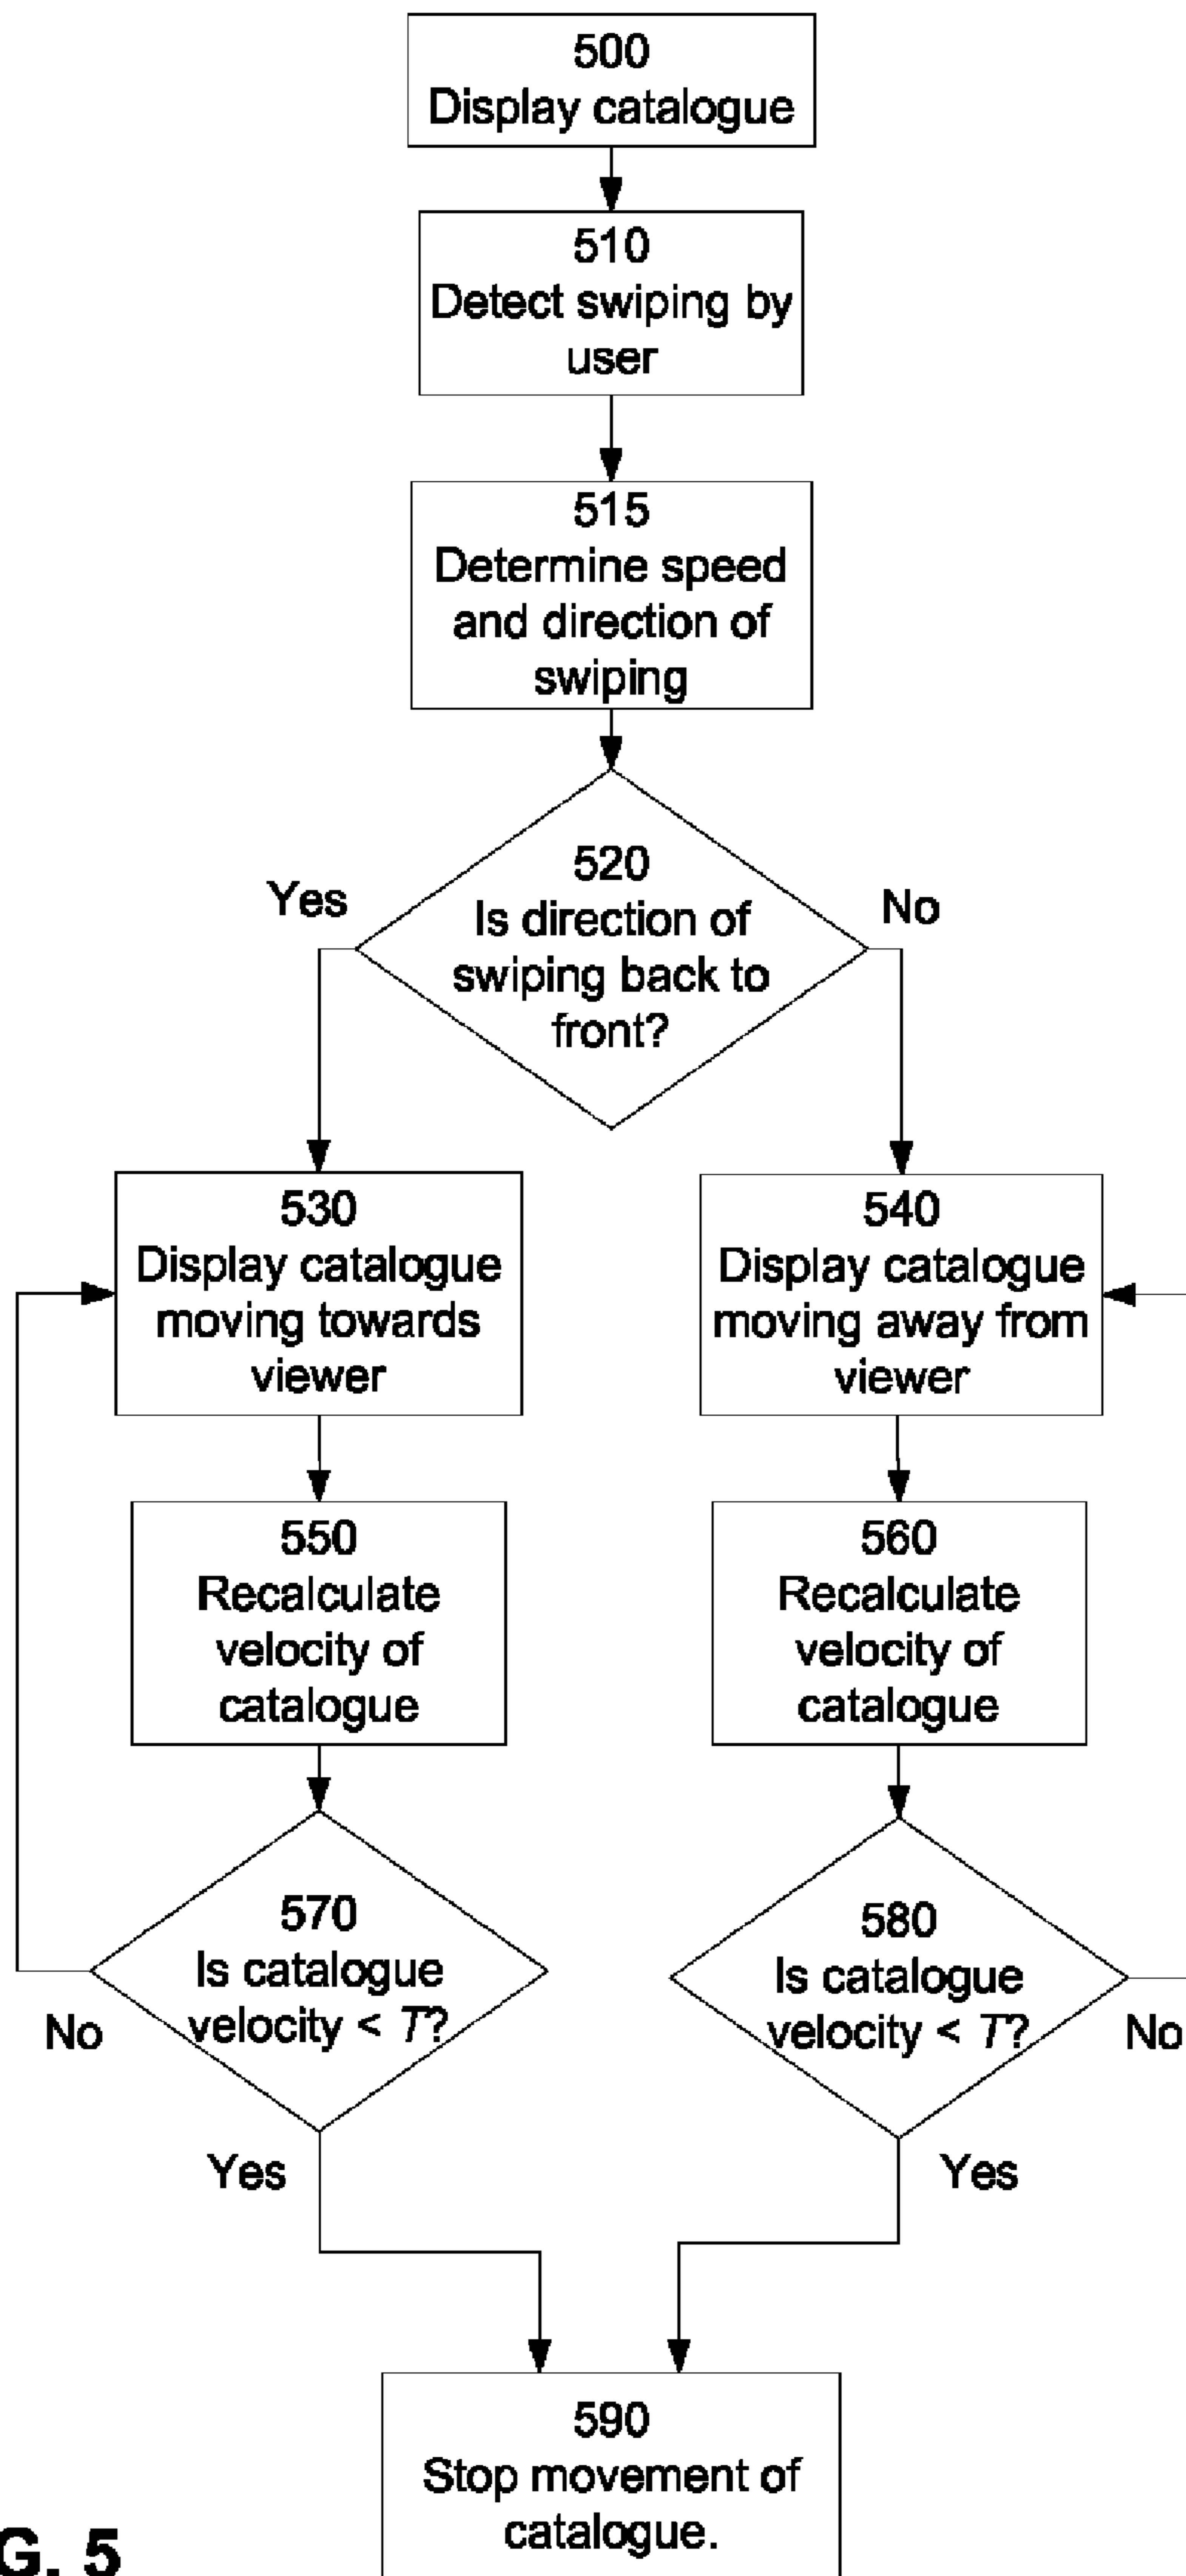 500
Display catalogue
510
Detect swiping by
user
515
Determine speed
and direction of
swiping
520
Is direction of
swiping back to
front?
Yes
No
530
Display catalogue
moving towards
viewer
540
Display catalogue
moving away from
viewer
550
Recalculate
velocity of
catalogue
560
Recalculate
velocity of
catalogue
570
Is catalogue
velocity < T?
580
Is catalogue
velocity < T?
No
No
Yes
Yes
590
Stop movement of
catalogue.
G. 5